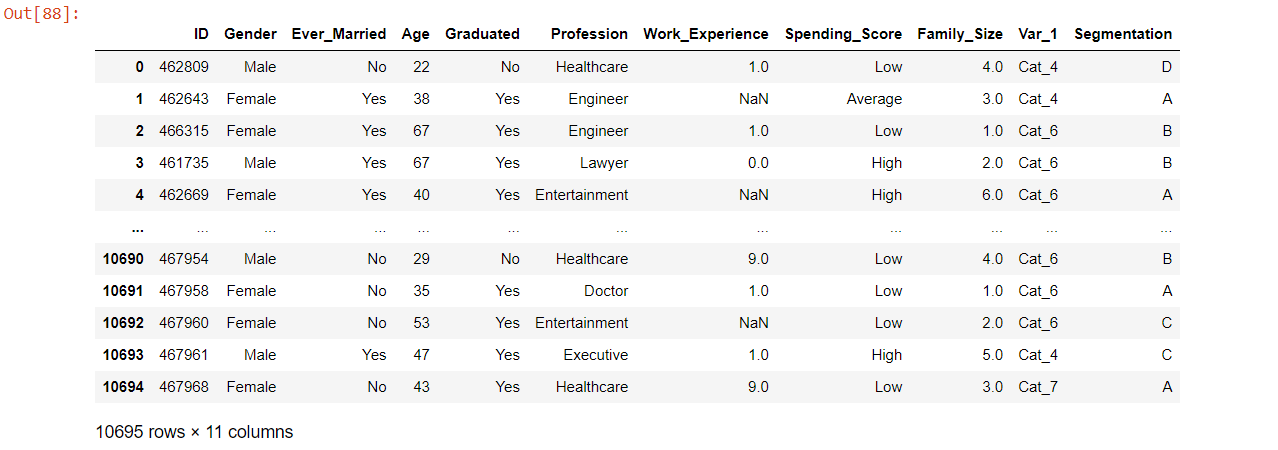 Out[88]:
ID Gender Ever_Married Age Graduated Profession Work_Experience Spending_Score Family_Size Var_1 Segmentation
0 462809 Male No 22 No Healthcare 1.0 Low 4.0 Cat_4 D
1 462643 Female Yes 38 Yes Engineer NaN Average 3.0 Cat_4 A
2 466315 Female Yes 67 Yes Engineer 1.0 Low 1.0 Cat_6 B
3 461735 Male Yes 67 Yes Lawyer 0.0 High 2.0 Cat_6 B
4 462669 Female Yes 40 Yes Entertainment NaN High 6.0 Cat_6 A
... ... ... ... ... ... ... ... ... ... ... ...
10690 467954 Male No 29 No Healthcare 9.0 Low 4.0 Cat_6 B
10691 467958 Female No 35 Yes Doctor 1.0 Low 1.0 Cat_6 A
10692 467960 Female No 53 Yes Entertainment NaN Low 2.0 Cat_6 C
10693 467961 Male Yes 47 Yes Executive 1.0 High 5.0 Cat_4 C
10694 467968 Female No 43 Yes Healthcare 9.0 Low 3.0 Cat_7 A
10695 rows × 11 columns